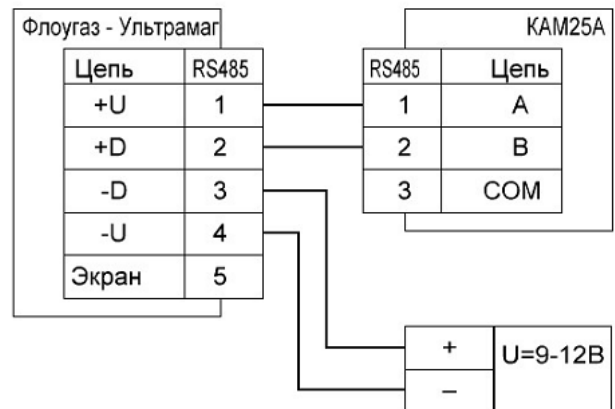 Флоугаз - Ультрамаг
Цепь RS485
+U 1
+D 2
-D 3
-U 4
Экран 5
КАМ25А
RS485 Цепь
1 A
2 B
3 COM
+ U=9-12В
–